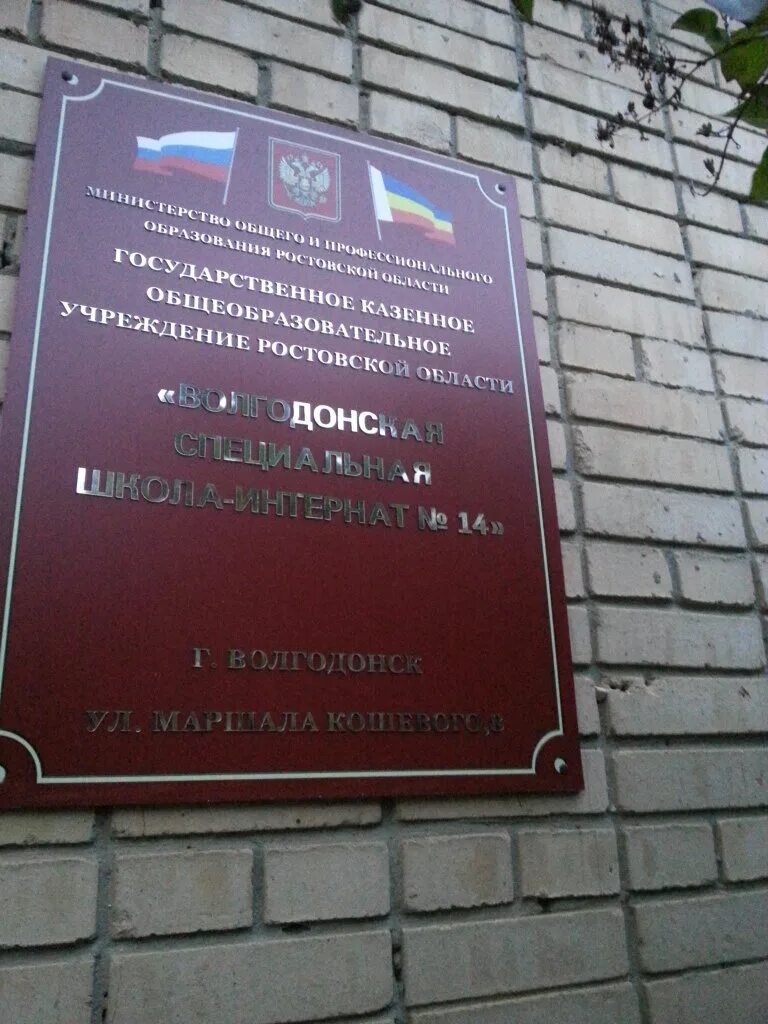 МИНИСТЕРСТВО ОБЩЕГО И ПРОФЕССИОНАЛЬНОГО
ОБРАЗОВАНИЯ РОСТОВСКОЙ ОБЛАСТИ
ГОСУДАРСТВЕННОЕ КАЗЕННОЕ
ОБЩЕОБРАЗОВАТЕЛЬНОЕ
УЧРЕЖДЕНИЕ РОСТОВСКОЙ ОБЛАСТИ
«ВОЛГОДОНСКАЯ
СПЕЦИАЛЬНАЯ
ШКОЛА-ИНТЕРНАТ № 14»
Г. ВОЛГОДОНСК
УЛ. МАРШАЛА КОШЕВОГО,8